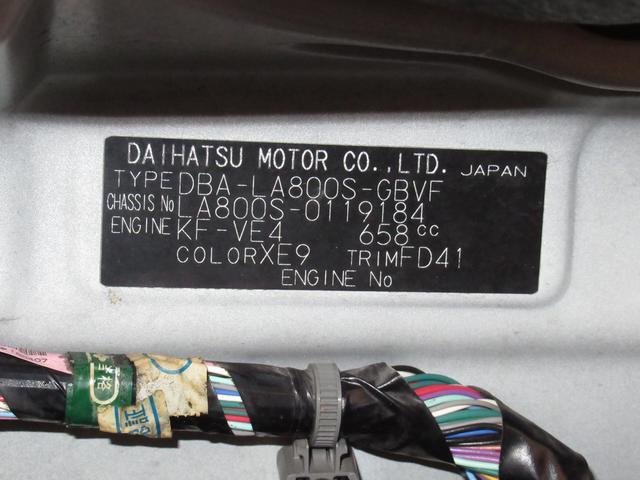 DAIHATSU MOTOR CO.,LTD. JAPAN
TYPE DBA-LA800S-GBVF
CHASSIS No LA800S-0119184
ENGINE KF-VE4 658cc
COLOR XE9 TRIM FD41
ENGINE No